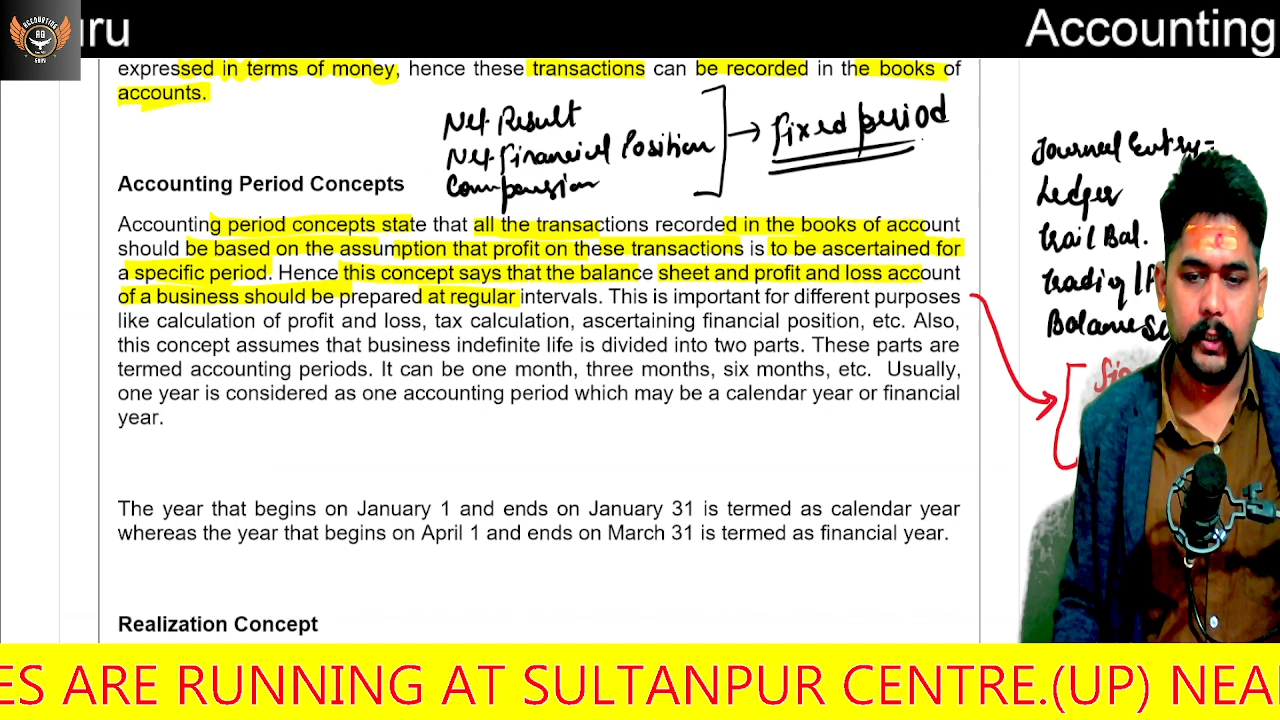 uru
Accounting
ACCOUNTING
AG
GURU
expressed in terms of money, hence these transactions can be recorded in the books of
accounts.
Net Result
Net Financial Position
fixed period
Accounting Period Concepts
Accounting period concepts state that all the transactions recorded in the books of account
should be based on the assumption that profit on these transactions is to be ascertained for
a specific period. Hence this concept says that the balance sheet and profit and loss account
of a business should be prepared at regular intervals. This is important for different purposes
like calculation of profit and loss, tax calculation, ascertaining financial position, etc. Also,
this concept assumes that business indefinite life is divided into two parts. These parts are
termed accounting periods. It can be one month, three months, six months, etc. Usually,
one year is considered as one accounting period which may be a calendar year or financial
year.
The year that begins on January 1 and ends on January 31 is termed as calendar year
whereas the year that begins on April 1 and ends on March 31 is termed as financial year.
Realization Concept
Journal Entry
Ledger
Trail Bal.
ES ARE RUNNING AT SULTANPUR CENTRE.(UP) NEA